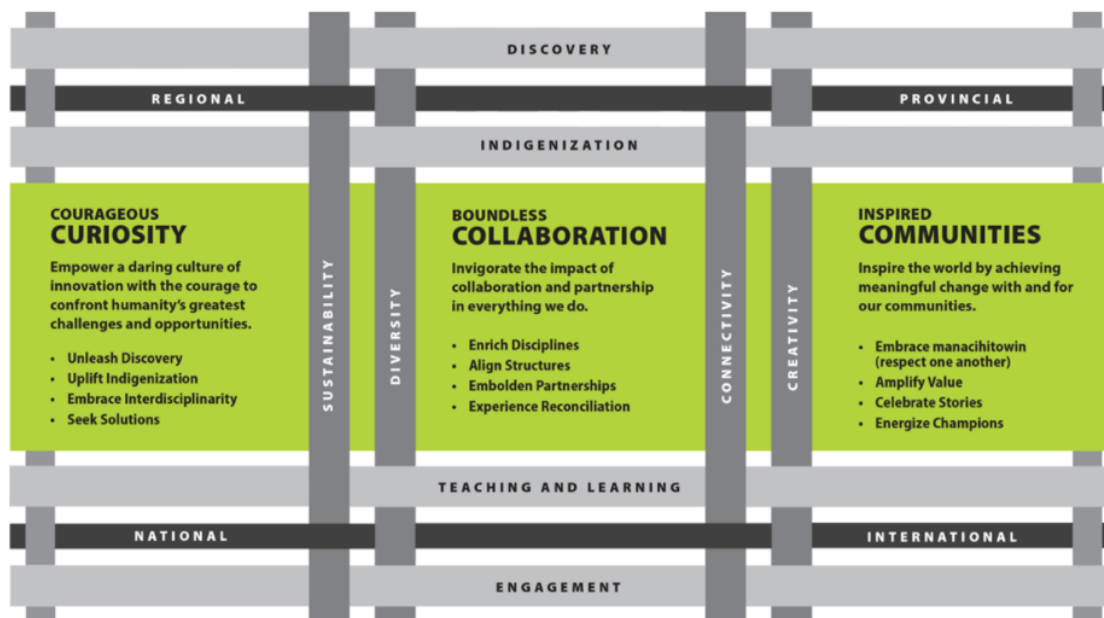 DISCOVERY
REGIONAL
PROVINCIAL
INDIGENIZATION
COURAGEOUS
CURIOSITY
Empower a daring culture of
innovation with the courage to
confront humanity's greatest
challenges and opportunities.
• Unleash Discovery
• Uplift Indigenization
• Embrace Interdisciplinarity
• Seek Solutions
SUSTAINABILITY
DIVERSITY
BOUNDLESS
COLLABORATION
Invigorate the impact of
collaboration and partnership
in everything we do.
• Enrich Disciplines
• Align Structures
• Embolden Partnerships
• Experience Reconciliation
CONNECTIVITY
CREATIVITY
INSPIRED
COMMUNITIES
Inspire the world by achieving
meaningful change with and for
our communities.
• Embrace manacihitowin
(respect one another)
• Amplify Value
• Celebrate Stories
• Energize Champions
TEACHING AND LEARNING
NATIONAL
INTERNATIONAL
ENGAGEMENT